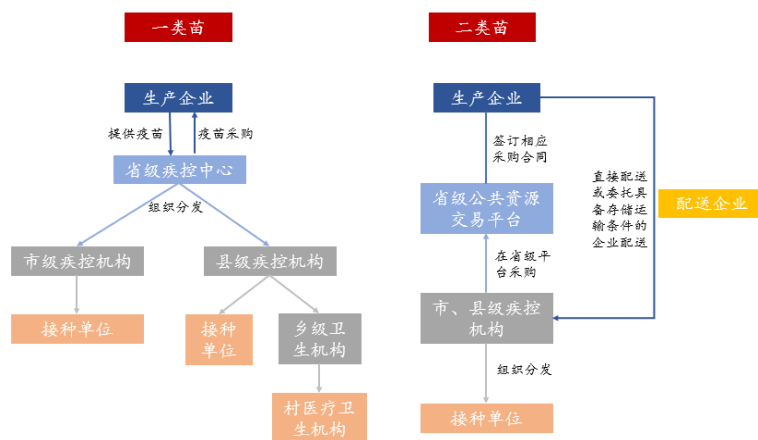 一类苗
生产企业
提供疫苗
疫苗采购
省级疾控中心
组织分发
市级疾控机构
县级疾控机构
接种单位
接种
单位
乡级卫
生机构
村医疗卫
生机构
二类苗
生产企业
签订相应
采购合同
省级公共资源
交易平台
在省级平
台采购
市、县级疾控
机构
组织分发
接种单位
直接配送
或委托具
备存储运
输条件的
企业配送
配送企业